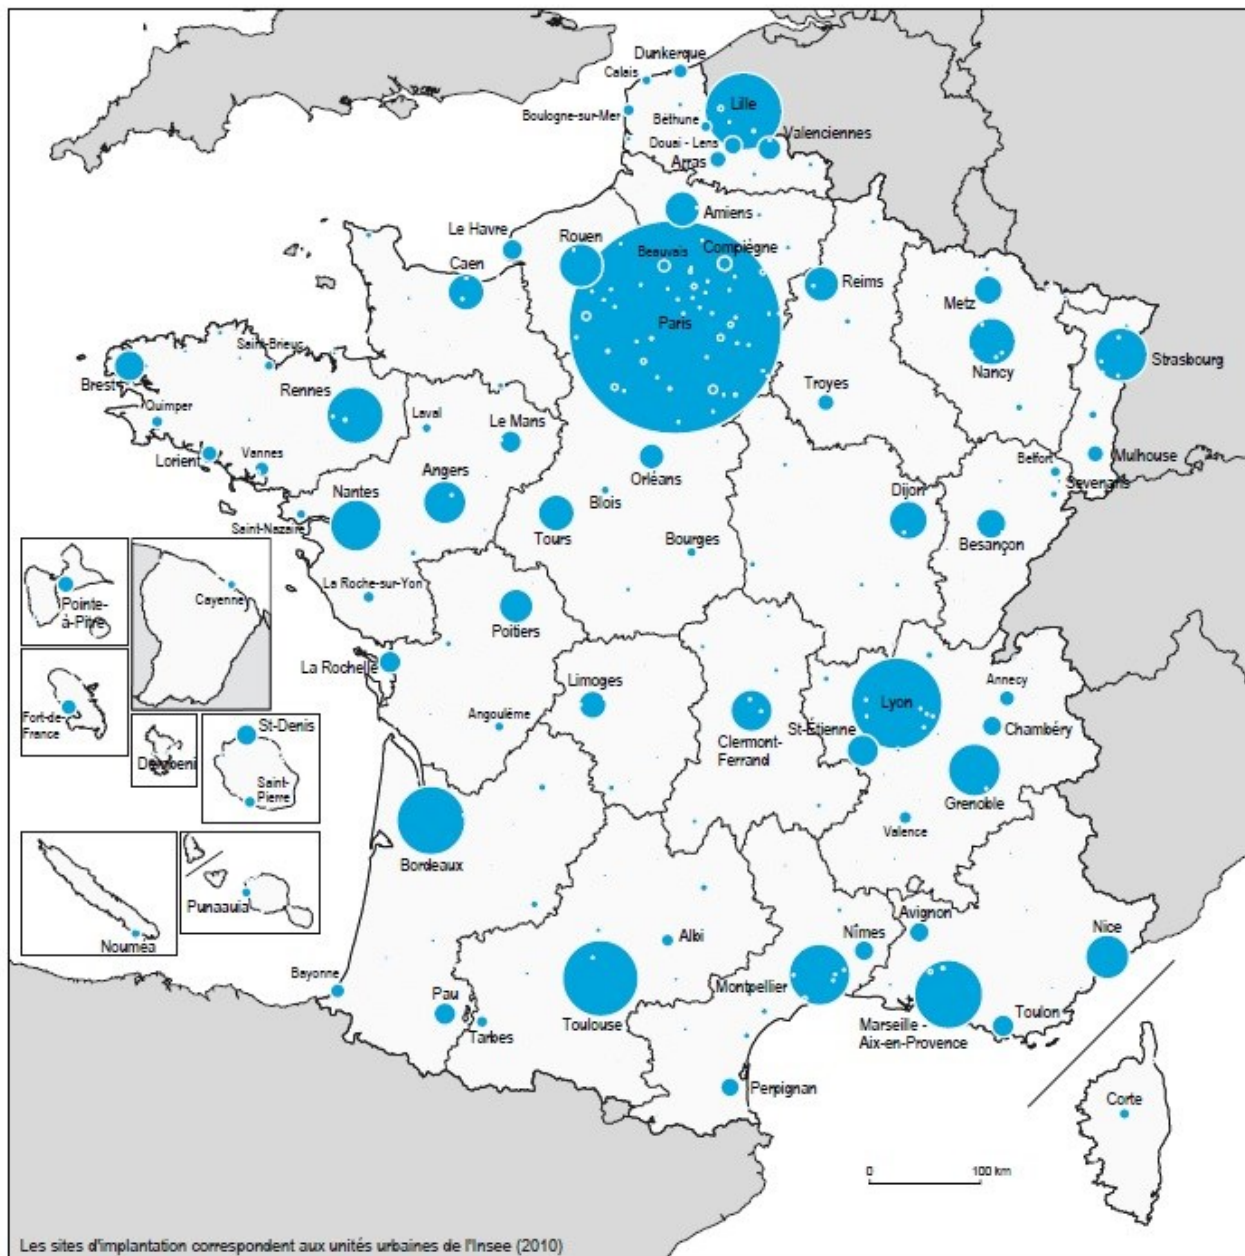 Dunkerque
Calais
Lille
Boulogne-sur-Mer
Béthune
Valenciennes
Douai - Lens
Arras
Amiens
Le Havre
Rouen
Beauvais
Compiègne
Caen
Reims
Metz
Paris
Nancy
Strasbourg
Saint-Brieuc
Brest
Rennes
Troyes
Quimper
Laval
Le Mans
Lorient
Vannes
Mulhouse
Belfort
Orléans
Angers
Sévenans
Nantes
Blois
Dijon
Saint-Nazaire
Tours
Bourges
Besançon
La Roche-sur-Yon
Cayenne
Pointe-
à-Pitre
Poitiers
La Rochelle
Limoges
Annecy
Lyon
Fort-de-
France
St-Denis
Angoulême
St-Étienne
Chambéry
Clermont-
Ferrand
Dembeni
Saint-
Pierre
Grenoble
Valence
Bordeaux
Punaauia
Nouméa
Albi
Avignon
Nîmes
Nice
Bayonne
Pau
Montpellier
Toulon
Toulouse
Tarbes
Marseille -
Aix-en-Provence
Perpignan
Corte
0 100 km
Les sites d'implantation correspondent aux unités urbaines de l'Insee (2010)